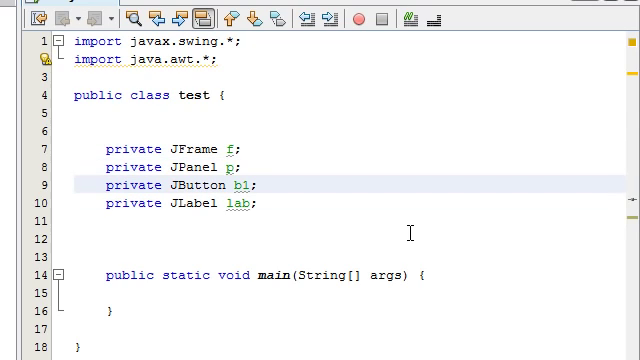 1 import javax.swing.*;
import java.awt.*;
3
4 public class test {
5
6
7 private JFrame f;
8 private JPanel p;
9 private JButton b1;
10 private JLabel lab;
11
12
13
14 public static void main(String[] args) {
15
16 }
17
18 }